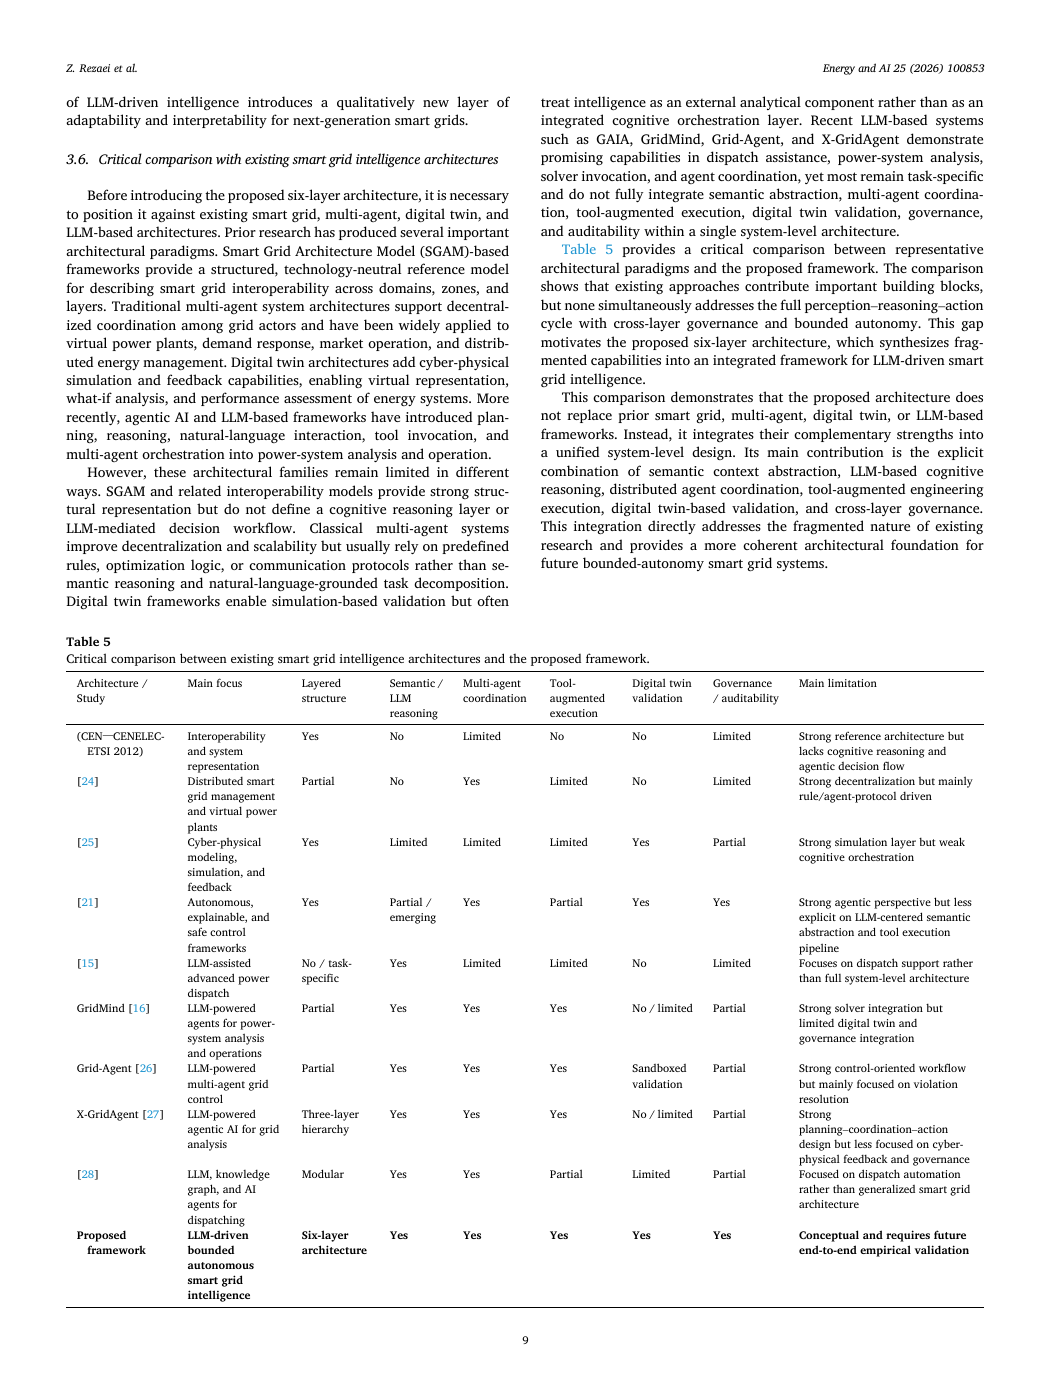 Z. Rezaei et al.
Energy and AI 25 (2026) 100853
of LLM-driven intelligence introduces a qualitatively new layer of
adaptability and interpretability for next-generation smart grids.
3.6. Critical comparison with existing smart grid intelligence architectures
Before introducing the proposed six-layer architecture, it is necessary
to position it against existing smart grid, multi-agent, digital twin, and
LLM-based architectures. Prior research has produced several important
architectural paradigms. Smart Grid Architecture Model (SGAM)-based
frameworks provide a structured, technology-neutral reference model
for describing smart grid interoperability across domains, zones, and
layers. Traditional multi-agent system architectures support decentral-
ized coordination among grid actors and have been widely applied to
virtual power plants, demand response, market operation, and distrib-
uted energy management. Digital twin architectures add cyber-physical
simulation and feedback capabilities, enabling virtual representation,
what-if analysis, and performance assessment of energy systems. More
recently, agentic AI and LLM-based frameworks have introduced plan-
ning, reasoning, natural-language interaction, tool invocation, and
multi-agent orchestration into power-system analysis and operation.
However, these architectural families remain limited in different
ways. SGAM and related interoperability models provide strong struc-
tural representation but do not define a cognitive reasoning layer or
LLM-mediated decision workflow. Classical multi-agent systems
improve decentralization and scalability but usually rely on predefined
rules, optimization logic, or communication protocols rather than se-
mantic reasoning and natural-language-grounded task decomposition.
Digital twin frameworks enable simulation-based validation but often
treat intelligence as an external analytical component rather than as an
integrated cognitive orchestration layer. Recent LLM-based systems
such as GAIA, GridMind, Grid-Agent, and X-GridAgent demonstrate
promising capabilities in dispatch assistance, power-system analysis,
solver invocation, and agent coordination, yet most remain task-specific
and do not fully integrate semantic abstraction, multi-agent coordina-
tion, tool-augmented execution, digital twin validation, governance,
and auditability within a single system-level architecture.
Table 5 provides a critical comparison between representative
architectural paradigms and the proposed framework. The comparison
shows that existing approaches contribute important building blocks,
but none simultaneously addresses the full perception–reasoning–action
cycle with cross-layer governance and bounded autonomy. This gap
motivates the proposed six-layer architecture, which synthesizes frag-
mented capabilities into an integrated framework for LLM-driven smart
grid intelligence.
This comparison demonstrates that the proposed architecture does
not replace prior smart grid, multi-agent, digital twin, or LLM-based
frameworks. Instead, it integrates their complementary strengths into
a unified system-level design. Its main contribution is the explicit
combination of semantic context abstraction, LLM-based cognitive
reasoning, distributed agent coordination, tool-augmented engineering
execution, digital twin-based validation, and cross-layer governance.
This integration directly addresses the fragmented nature of existing
research and provides a more coherent architectural foundation for
future bounded-autonomy smart grid systems.
Table 5
Critical comparison between existing smart grid intelligence architectures and the proposed framework.
Architecture / Main focus Layered Semantic / Multi-agent Tool- Digital twin Governance Main limitation
Study structure LLM coordination augmented validation / auditability
reasoning execution
(CEN—CENELEC- Interoperability Yes No Limited No No Limited Strong reference architecture but
ETSI 2012) and system lacks cognitive reasoning and
representation agentic decision flow
[24] Distributed smart Partial No Yes Limited No Limited Strong decentralization but mainly
grid management rule/agent-protocol driven
and virtual power
plants
[25] Cyber-physical Yes Limited Limited Limited Yes Partial Strong simulation layer but weak
modeling, cognitive orchestration
simulation, and
feedback
[21] Autonomous, Yes Partial / Yes Partial Yes Yes Strong agentic perspective but less
explainable, and emerging explicit on LLM-centered semantic
safe control abstraction and tool execution
frameworks pipeline
[15] LLM-assisted No / task- Yes Limited Limited No Limited Focuses on dispatch support rather
advanced power specific than full system-level architecture
dispatch
GridMind [16] LLM-powered Partial Yes Yes Yes No / limited Partial Strong solver integration but
agents for power- limited digital twin and
system analysis governance integration
and operations
Grid-Agent [26] LLM-powered Partial Yes Yes Yes Sandboxed Partial Strong control-oriented workflow
multi-agent grid validation but mainly focused on violation
control resolution
X-GridAgent [27] LLM-powered Three-layer Yes Yes Yes No / limited Partial Strong
agentic AI for grid hierarchy planning–coordination–action
analysis design but less focused on cyber-
physical feedback and governance
[28] LLM, knowledge Modular Yes Yes Partial Limited Partial Focused on dispatch automation
graph, and AI rather than generalized smart grid
agents for architecture
dispatching
Proposed LLM-driven Six-layer Yes Yes Yes Yes Yes Conceptual and requires future
framework bounded architecture end-to-end empirical validation
autonomous
smart grid
intelligence
9